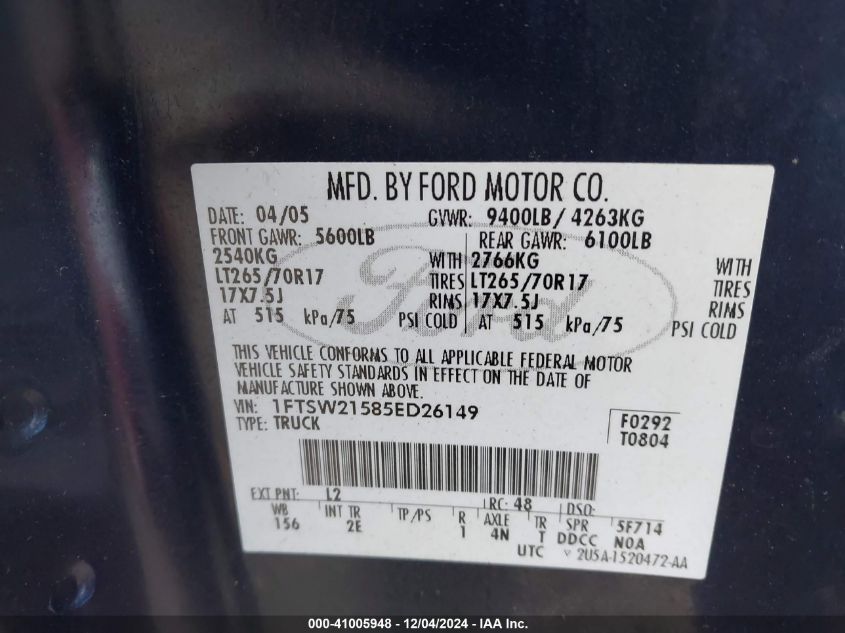 MFD. BY FORD MOTOR CO.
DATE: 04/05 GVWR: 9400LB/ 4263KG
FRONT GAWR: 5600LB REAR GAWR: 6100LB
2540KG WITH 2766KG WITH
LT265/70R17 TIRES LT265/70R17 TIRES
17X7.5J RIMS 17X7.5J RIMS
AT 515 kPa/75 PSI COLD AT 515 kPa/75 PSI COLD
Ford
THIS VEHICLE CONFORMS TO ALL APPLICABLE FEDERAL MOTOR
VEHICLE SAFETY STANDARDS IN EFFECT ON THE DATE OF
MANUFACTURE SHOWN ABOVE.
VIN: 1FTSW21585ED26149
TYPE: TRUCK
F0292
T0804
EXT PNT: L2 RC: 48 DSO:
WB INT TR TP/PS R AXLE TR SPR 5F714
156 2E 1 4N T DDCC NOA
UTC 2U5A-1520472-AA
000-41005948 - 12/04/2024 - IAA Inc.